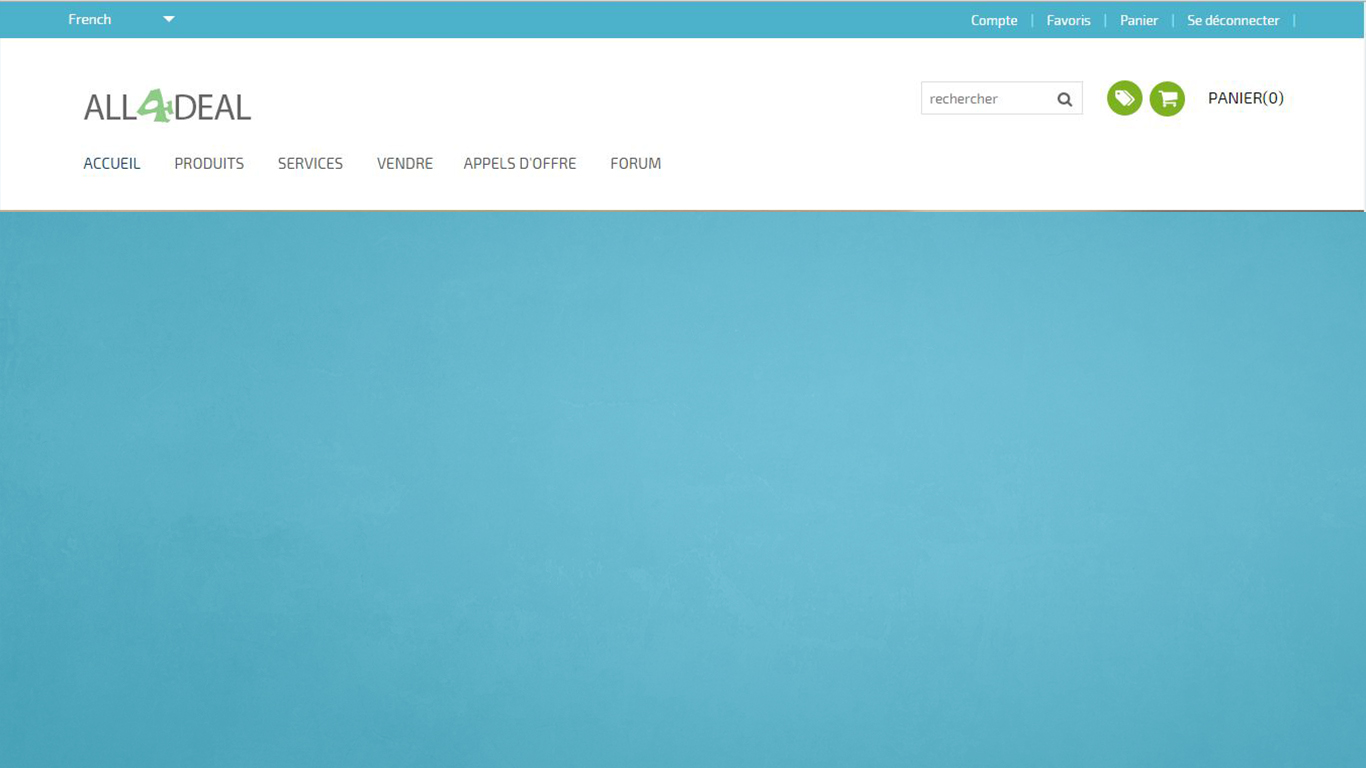 French Compte | Favoris | Panier | Se déconnecter |
ALL4DEAL rechercher PANIER(0)
ACCUEIL PRODUITS SERVICES VENDRE APPELS D'OFFRE FORUM